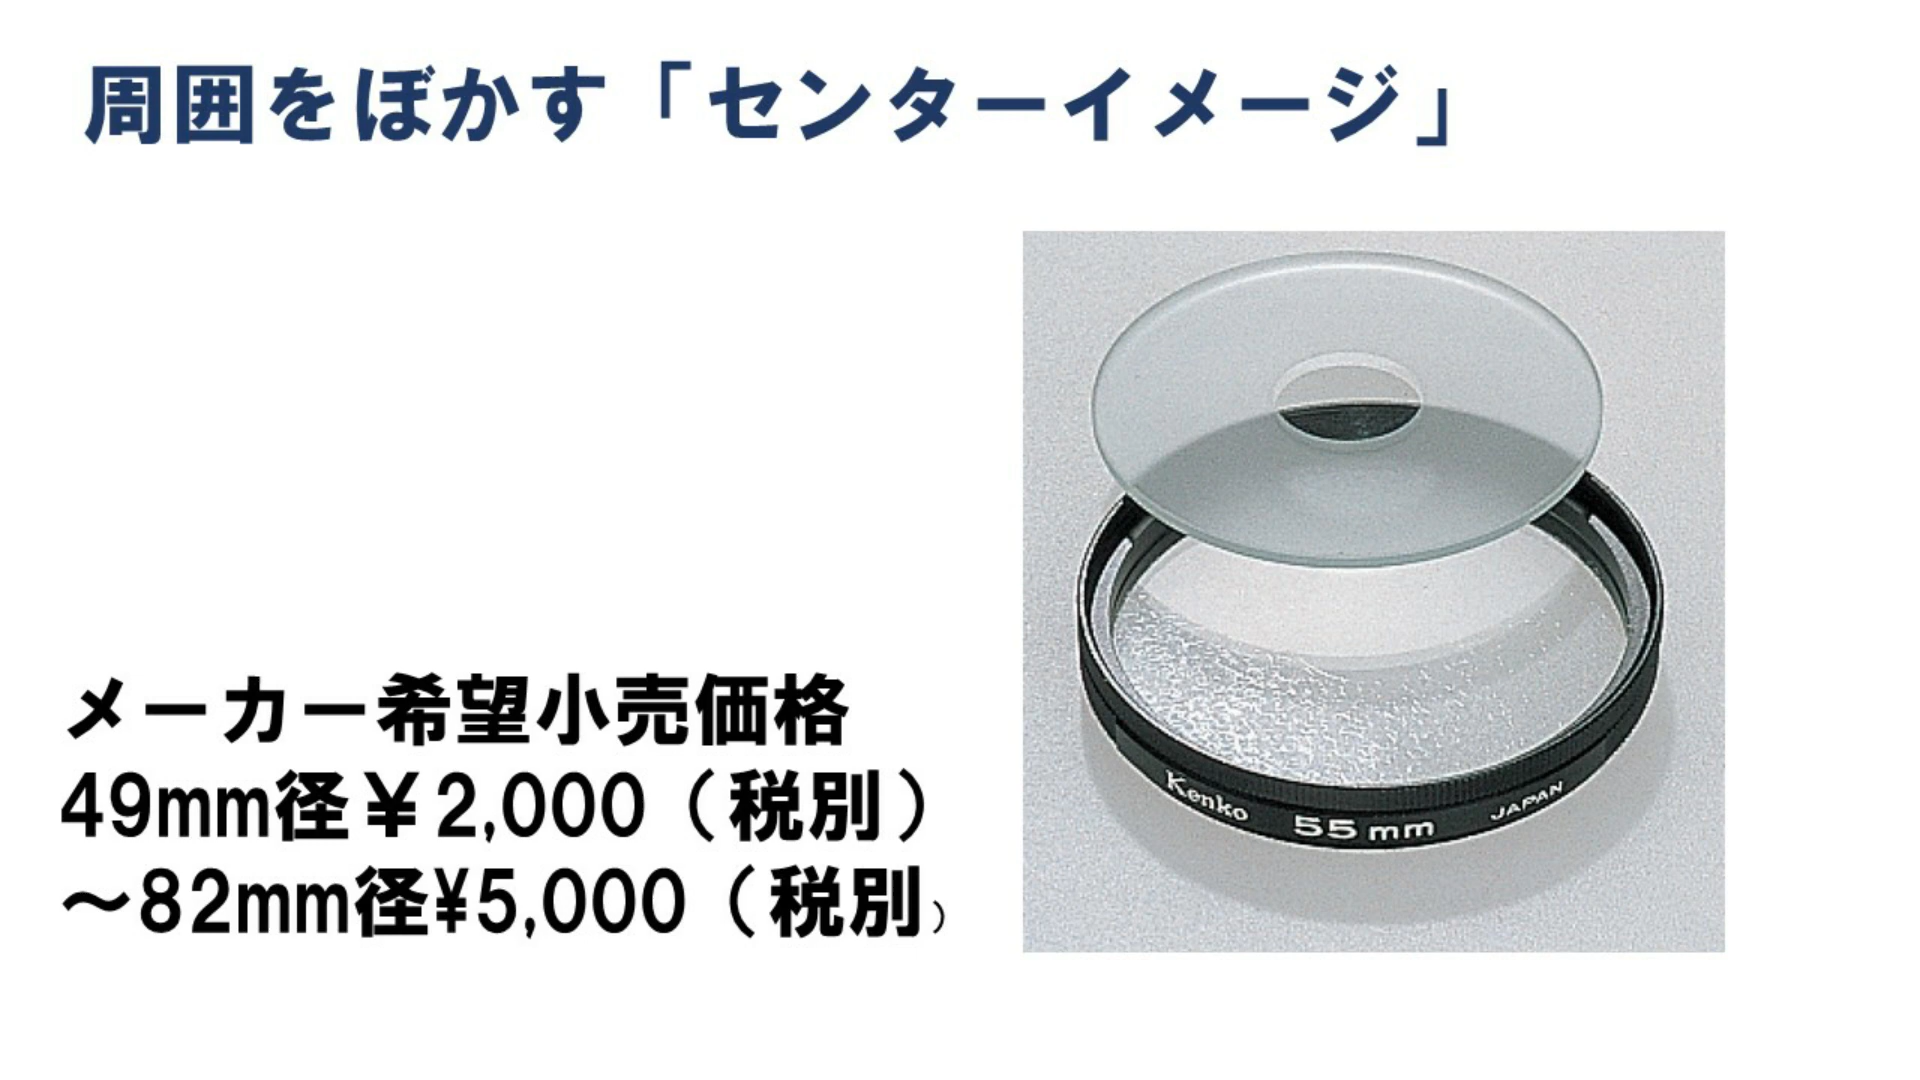 周囲をぼかす「センターイメージ」
メーカー希望小売価格
49mm径￥2,000（税別）
～82mm径¥5,000（税別）
Kenko 55mm JAPAN